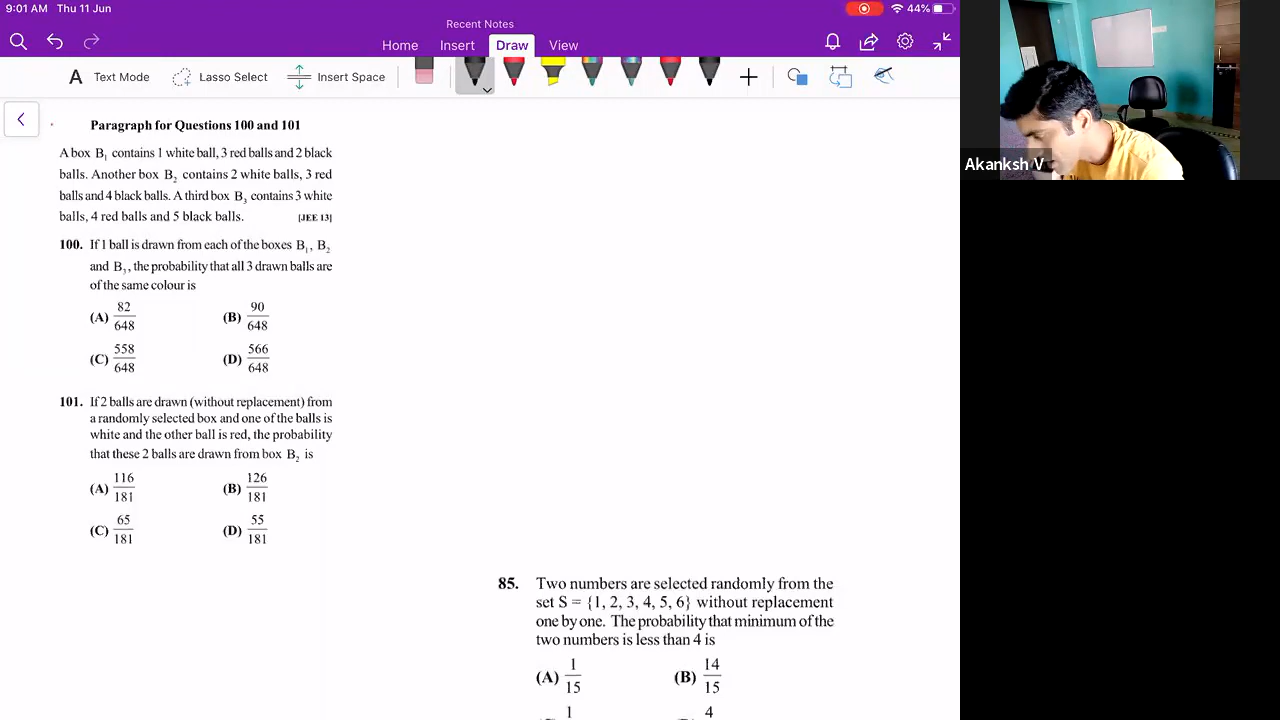 9:01 AM Thu 11 Jun
44%
Recent Notes
Home Insert Draw View
A Text Mode Lasso Select Insert Space
Paragraph for Questions 100 and 101
A box B1 contains 1 white ball, 3 red balls and 2 black
balls. Another box B2 contains 2 white balls, 3 red
balls and 4 black balls. A third box B3 contains 3 white
balls, 4 red balls and 5 black balls. [JEE 13]
100. If 1 ball is drawn from each of the boxes B1, B2
and B3, the probability that all 3 drawn balls are
of the same colour is
(A) 82/648 (B) 90/648
(C) 558/648 (D) 566/648
101. If 2 balls are drawn (without replacement) from
a randomly selected box and one of the balls is
white and the other ball is red, the probability
that these 2 balls are drawn from box B2 is
(A) 116/181 (B) 126/181
(C) 65/181 (D) 55/181
85. Two numbers are selected randomly from the
set S = {1, 2, 3, 4, 5, 6} without replacement
one by one. The probability that minimum of the
two numbers is less than 4 is
(A) 1/15 (B) 14/15
1 4
Akanksh V